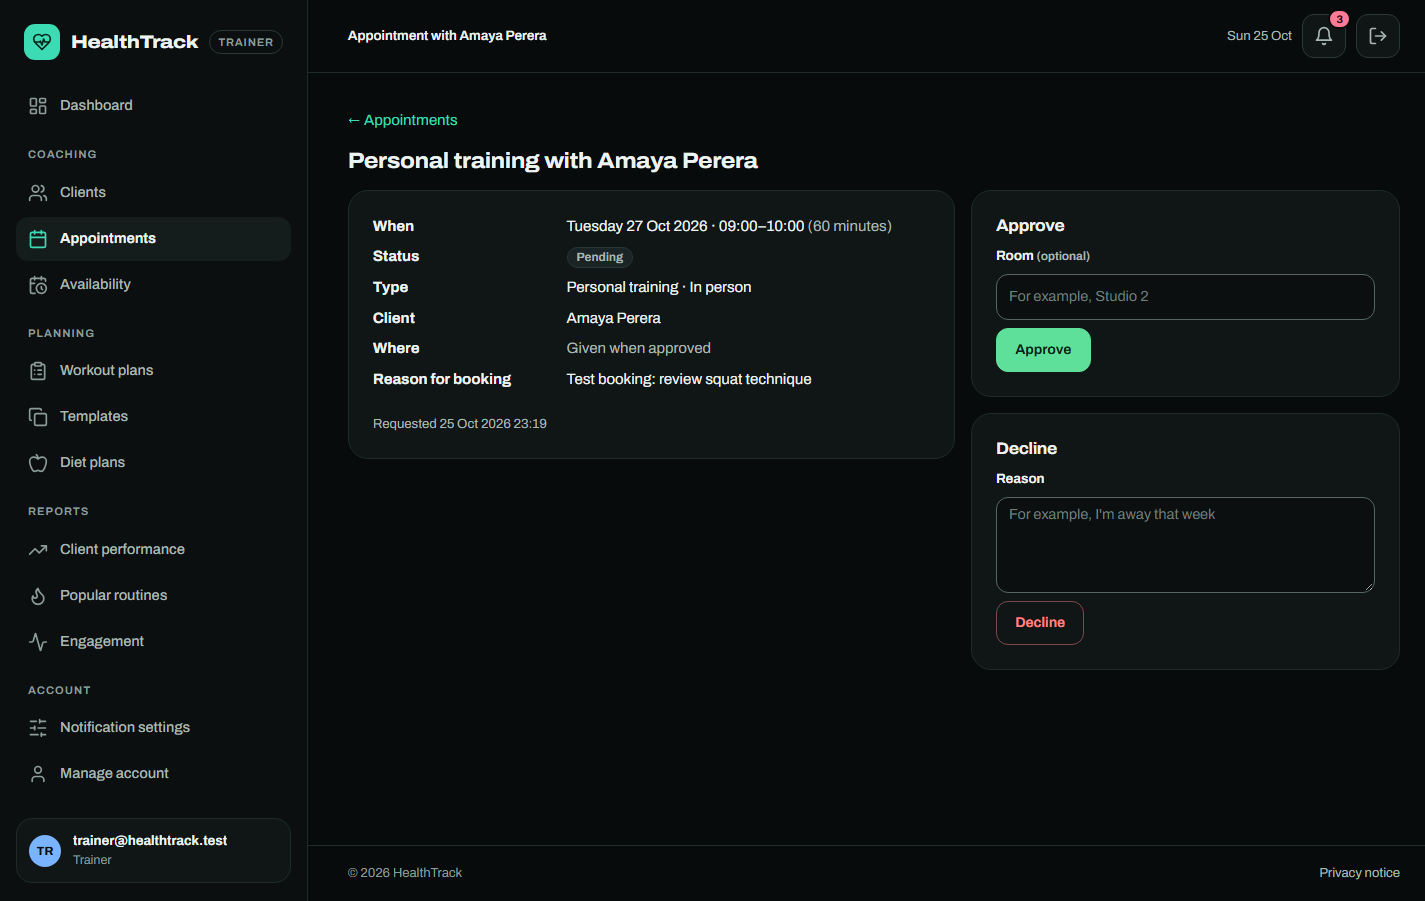 HealthTrack TRAINER
Dashboard
COACHING
Clients
Appointments
Availability
PLANNING
Workout plans
Templates
Diet plans
REPORTS
Client performance
Popular routines
Engagement
ACCOUNT
Notification settings
Manage account
TR
trainer@healthtrack.test
Trainer
Appointment with Amaya Perera
Sun 25 Oct
3
← Appointments
Personal training with Amaya Perera
When Tuesday 27 Oct 2026 · 09:00–10:00 (60 minutes)
Status Pending
Type Personal training · In person
Client Amaya Perera
Where Given when approved
Reason for booking Test booking: review squat technique
Requested 25 Oct 2026 23:19
Approve
Room (optional)
For example, Studio 2
Approve
Decline
Reason
For example, I'm away that week
Decline
© 2026 HealthTrack
Privacy notice